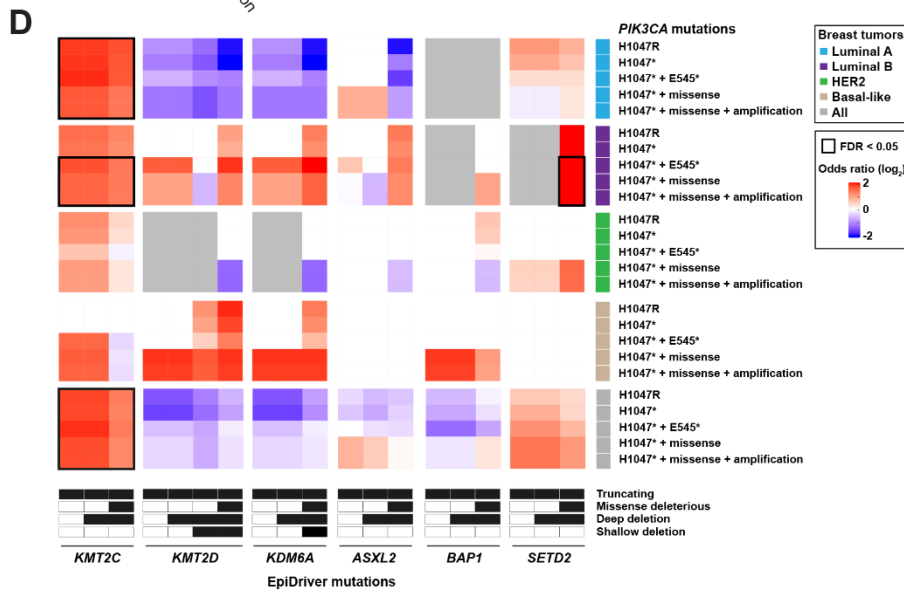 on
D
PIK3CA mutations
H1047R
H1047*
H1047* + E545*
H1047* + missense
H1047* + missense + amplification
H1047R
H1047*
H1047* + E545*
H1047* + missense
H1047* + missense + amplification
H1047R
H1047*
H1047* + E545*
H1047* + missense
H1047* + missense + amplification
H1047R
H1047*
H1047* + E545*
H1047* + missense
H1047* + missense + amplification
H1047R
H1047*
H1047* + E545*
H1047* + missense
H1047* + missense + amplification
Breast tumors
Luminal A
Luminal B
HER2
Basal-like
All
FDR < 0.05
Odds ratio (log2)
2
0
-2
Truncating
Missense deleterious
Deep deletion
Shallow deletion
KMT2C KMT2D KDM6A ASXL2 BAP1 SETD2
EpiDriver mutations